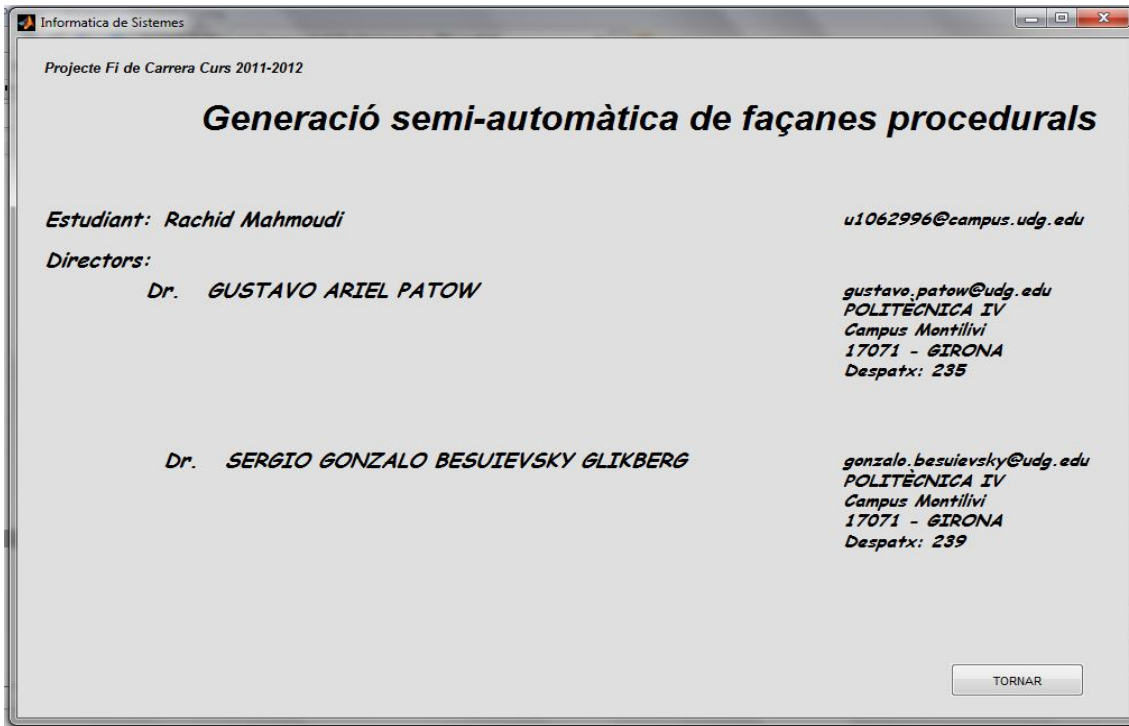 Informatica de Sistemes
Projecte Fi de Carrera Curs 2011-2012
Generació semi-automàtica de façanes procedurals
Estudiant: Rachid Mahmoudi u1062996@campus.udg.edu
Directors:
Dr. GUSTAVO ARIEL PATOW gustavo.patow@udg.edu
POLITÈCNICA IV
Campus Montilivi
17071 - GIRONA
Despatx: 235
Dr. SERGIO GONZALO BESUIEVSKY GLIKBERG gonzalo.besuievsky@udg.edu
POLITÈCNICA IV
Campus Montilivi
17071 - GIRONA
Despatx: 239
TORNAR